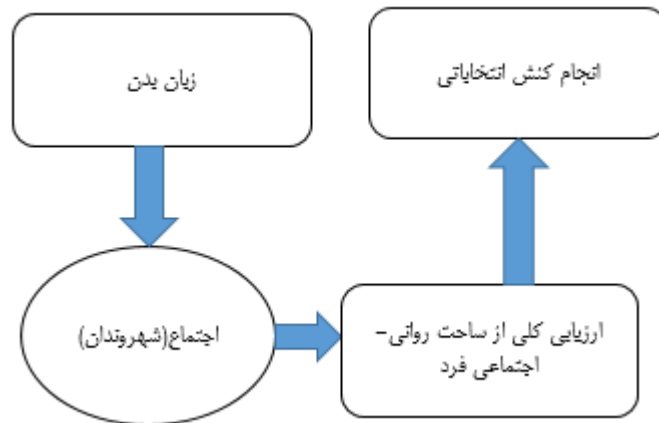 زبان بدن
اجتماع(شهروندان)
ارزیابی کلی از ساحت روانی-
اجتماعی فرد
انجام کنش انتخاباتی